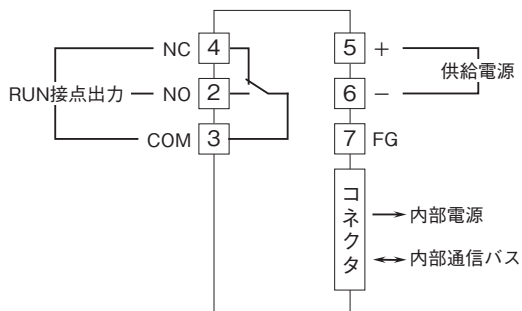 NC 4
RUN接点出力 NO 2
COM 3
5 +
供給電源
6 −
7 FG
コネクタ
内部電源
内部通信バス